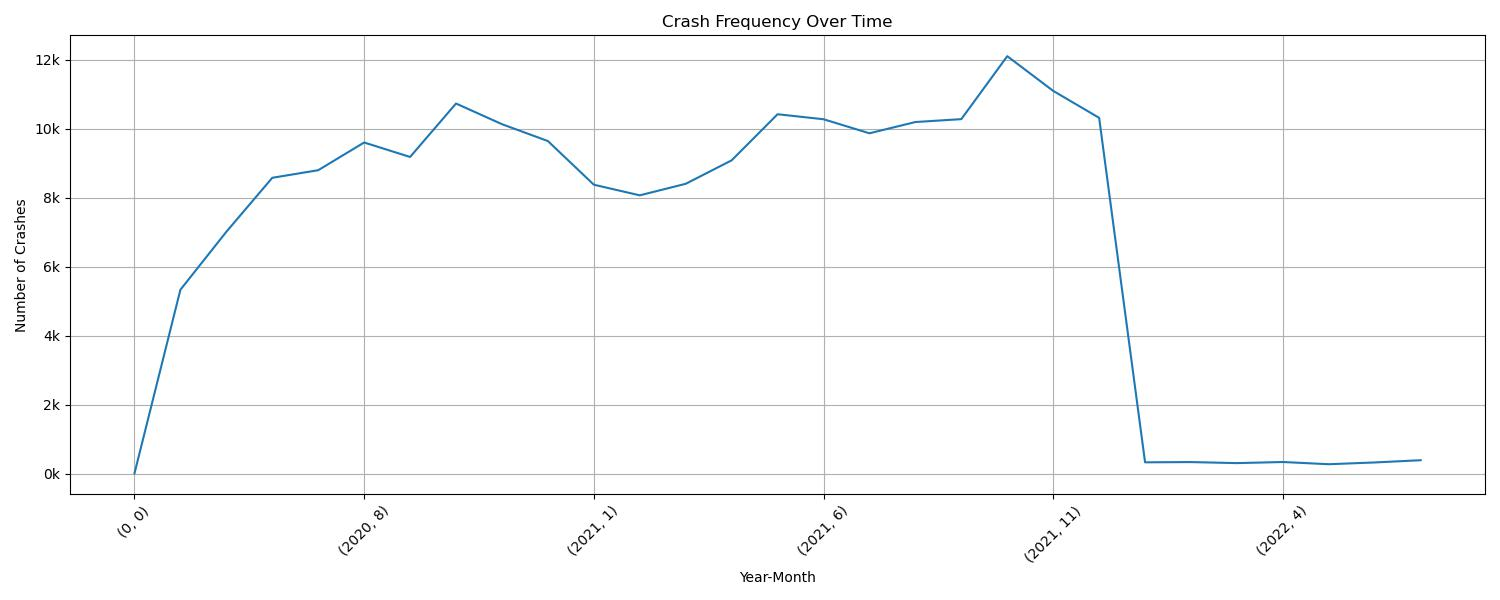 Crash Frequency Over Time
12k
10k
8k
6k
4k
2k
0k
Number of Crashes
(0, 0)
(2020, 8)
(2021, 1)
(2021, 6)
(2021, 11)
(2022, 4)
Year-Month